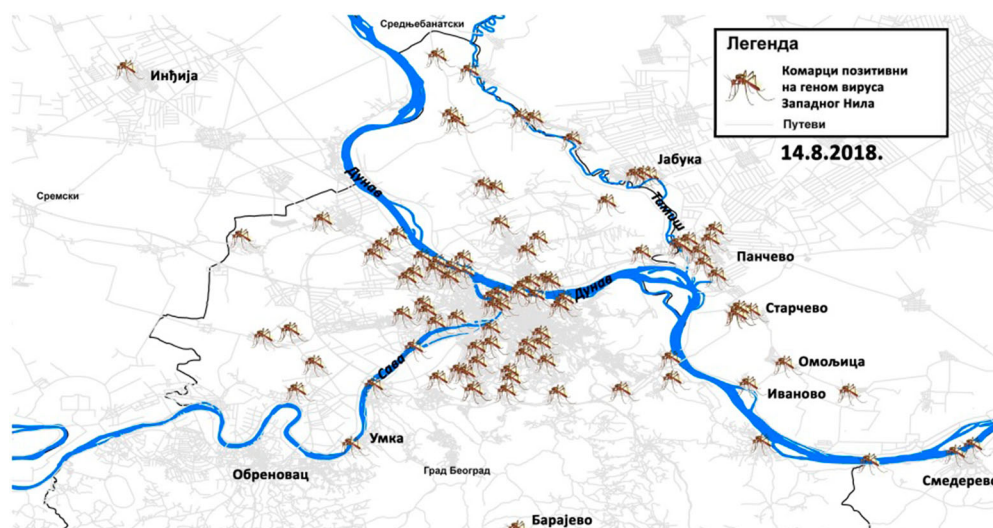 Средњебанатски
Легенда
Комарци позитивни
на геном вируса
Западног Нила
Путеви
14.8.2018.
Инђија
Јабука
Дунав
Сремски
Тамиш
Панчево
Дунав
Старчево
Омољица
Сава
Иваново
Умка
Обреновац
Град Београд
Смедерево
Барајево